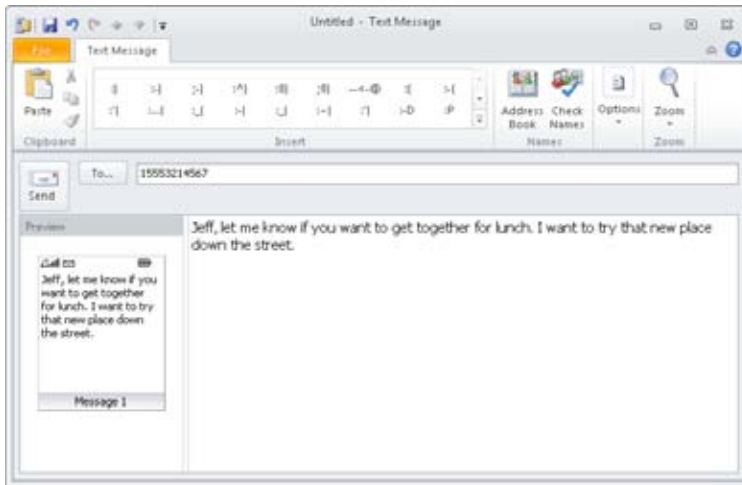 Untitled - Text Message
File
Text Message
Paste
Address Book
Check Names
Options
Zoom
Clipboard
Insert
Names
Zoom
Send
To...
15553214567
Preview
Jeff, let me know if you
want to get together
for lunch. I want to try
that new place down
the street.
Message 1
Jeff, let me know if you want to get together for lunch. I want to try that new place
down the street.